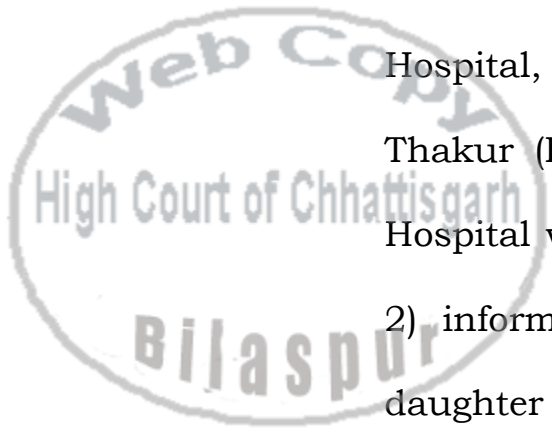 Web Copy
High Court of Chhattisgarh
Bilaspur
Hospital,
Thakur
Hospital
2) inform
daughter